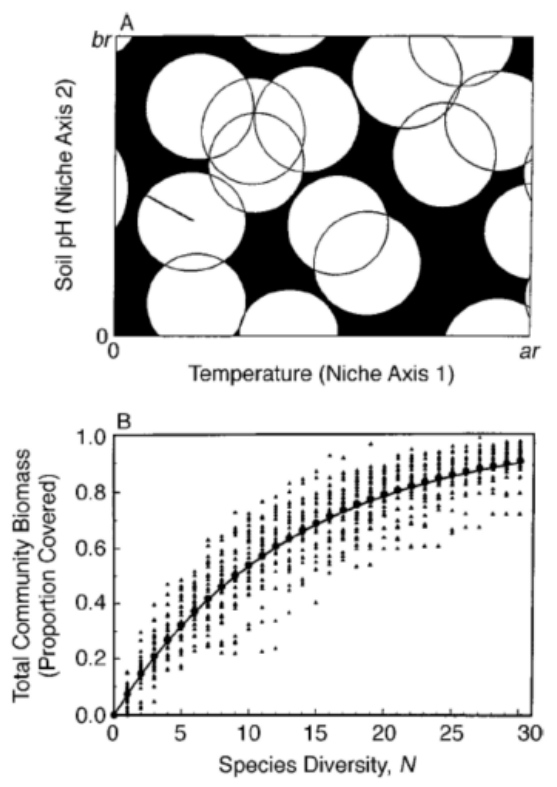 A
br
Soil pH (Niche Axis 2)
0
0
ar
Temperature (Niche Axis 1)
B
1.0
0.8
0.6
0.4
0.2
0.0
Total Community Biomass
(Proportion Covered)
0 5 10 15 20 25 30
Species Diversity, N